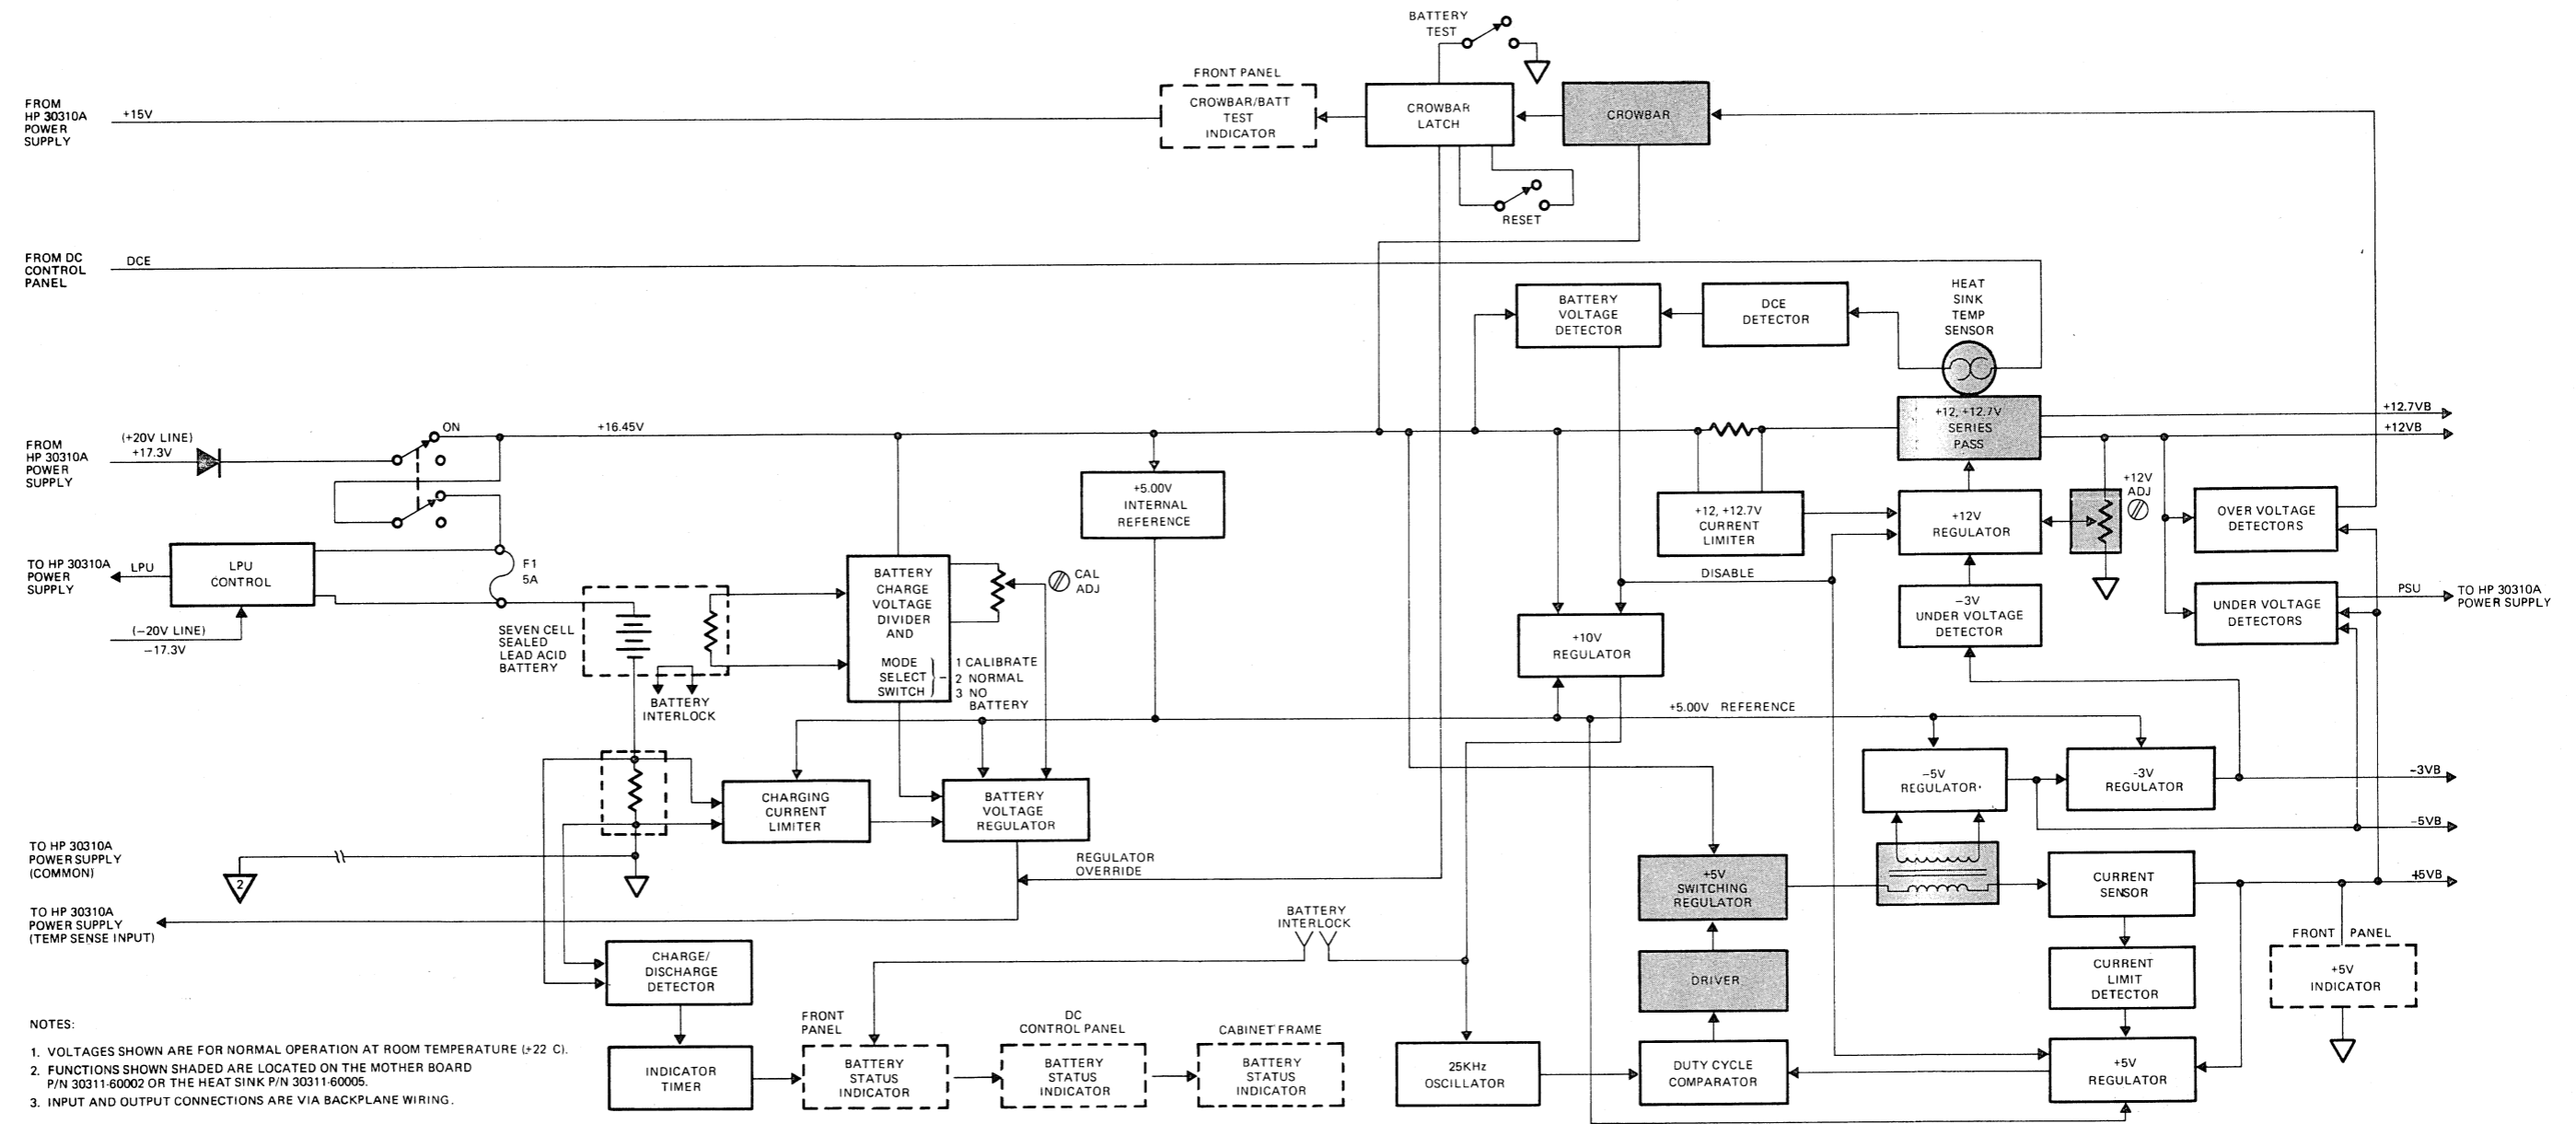 BATTERY
TEST
FRONT PANEL
CROWBAR/BATT
TEST
INDICATOR
CROWBAR
LATCH
CROWBAR
FROM
HP 30310A
POWER
SUPPLY
+15V
RESET
FROM DC
CONTROL
PANEL
DCE
BATTERY
VOLTAGE
DETECTOR
DCE
DETECTOR
HEAT
SINK
TEMP
SENSOR
+12, +12.7V
SERIES
PASS
+12.7VB
+12VB
FROM
HP 30310A
POWER
SUPPLY
(+20V LINE)
+17.3V
ON
+16.45V
+5.00V
INTERNAL
REFERENCE
+12, +12.7V
CURRENT
LIMITER
+12V
REGULATOR
+12V
ADJ
OVER VOLTAGE
DETECTORS
TO HP 30310A
POWER
SUPPLY
LPU
LPU
CONTROL
F1
5A
(−20V LINE)
−17.3V
SEVEN CELL
SEALED
LEAD ACID
BATTERY
BATTERY
INTERLOCK
BATTERY
CHARGE
VOLTAGE
DIVIDER
AND
MODE
SELECT
SWITCH
1 CALIBRATE
2 NORMAL
3 NO
BATTERY
CAL
ADJ
DISABLE
+10V
REGULATOR
−3V
UNDER VOLTAGE
DETECTOR
UNDER VOLTAGE
DETECTORS
PSU
TO HP 30310A
POWER SUPPLY
+5.00V REFERENCE
CHARGING
CURRENT
LIMITER
BATTERY
VOLTAGE
REGULATOR
−5V
REGULATOR
−3V
REGULATOR
−3VB
−5VB
TO HP 30310A
POWER SUPPLY
(COMMON)
2
REGULATOR
OVERRIDE
+5V
SWITCHING
REGULATOR
CURRENT
SENSOR
+5VB
TO HP 30310A
POWER SUPPLY
(TEMP SENSE INPUT)
BATTERY
INTERLOCK
CHARGE/
DISCHARGE
DETECTOR
DRIVER
CURRENT
LIMIT
DETECTOR
FRONT PANEL
+5V
INDICATOR
INDICATOR
TIMER
FRONT
PANEL
BATTERY
STATUS
INDICATOR
DC
CONTROL PANEL
BATTERY
STATUS
INDICATOR
CABINET FRAME
BATTERY
STATUS
INDICATOR
25KHz
OSCILLATOR
DUTY CYCLE
COMPARATOR
+5V
REGULATOR
NOTES:
1. VOLTAGES SHOWN ARE FOR NORMAL OPERATION AT ROOM TEMPERATURE (+22 C).
2. FUNCTIONS SHOWN SHADED ARE LOCATED ON THE MOTHER BOARD
P/N 30311-60002 OR THE HEAT SINK P/N 30311-60005.
3. INPUT AND OUTPUT CONNECTIONS ARE VIA BACKPLANE WIRING.